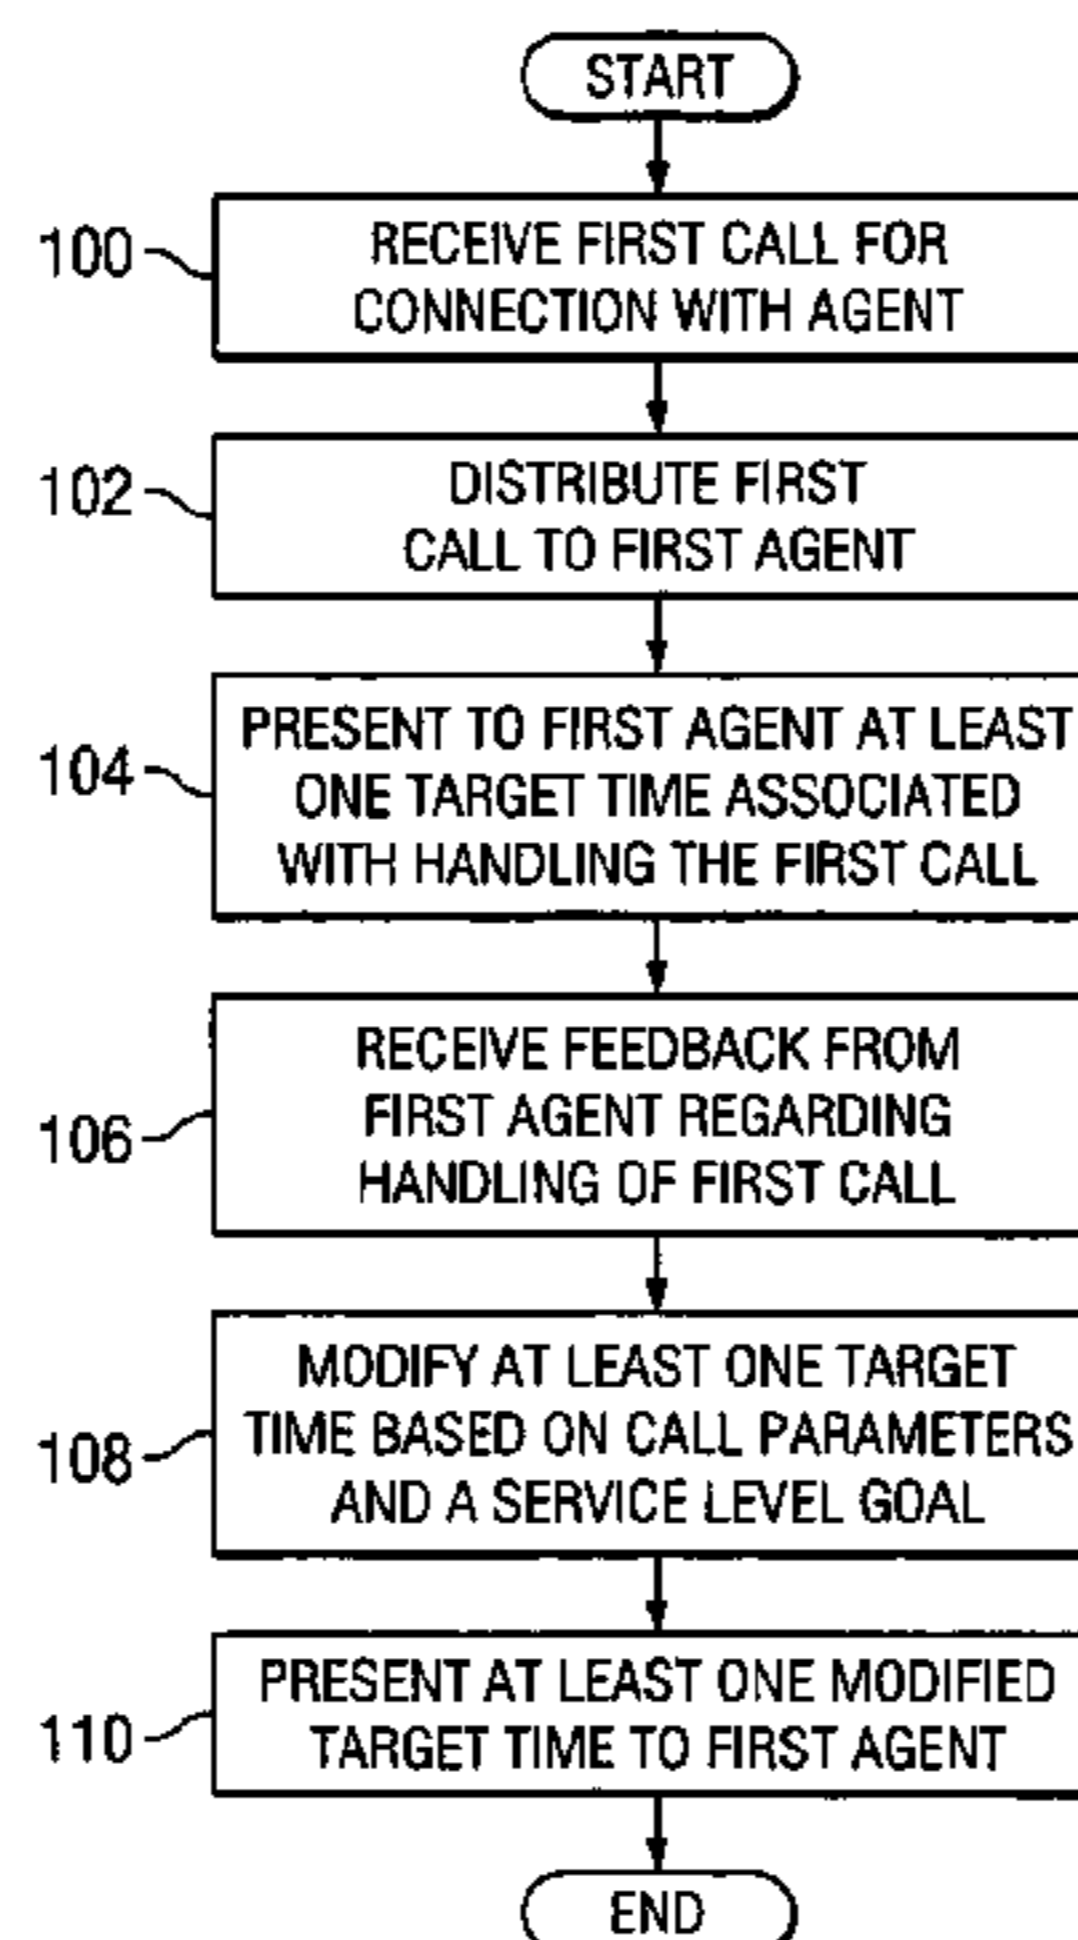 START
100
RECEIVE FIRST CALL FOR
CONNECTION WITH AGENT
102
DISTRIBUTE FIRST
CALL TO FIRST AGENT
104
PRESENT TO FIRST AGENT AT LEAST
ONE TARGET TIME ASSOCIATED
WITH HANDLING THE FIRST CALL
106
RECEIVE FEEDBACK FROM
FIRST AGENT REGARDING
HANDLING OF FIRST CALL
108
MODIFY AT LEAST ONE TARGET
TIME BASED ON CALL PARAMETERS
AND A SERVICE LEVEL GOAL
110
PRESENT AT LEAST ONE MODIFIED
TARGET TIME TO FIRST AGENT
END